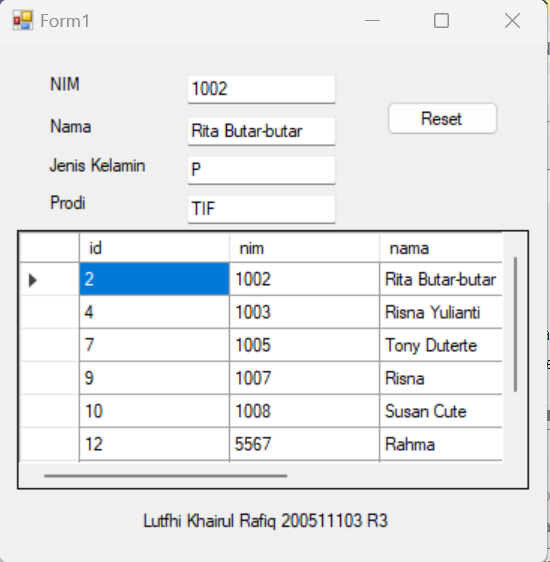 Form1
NIM 1002
Nama Rita Butar-butar Reset
Jenis Kelamin P
Prodi TIF
id nim nama
2 1002 Rita Butar-butar
4 1003 Risna Yulianti
7 1005 Tony Duterte
9 1007 Risna
10 1008 Susan Cute
12 5567 Rahma
Lutfhi Khairul Rafiq 200511103 R3